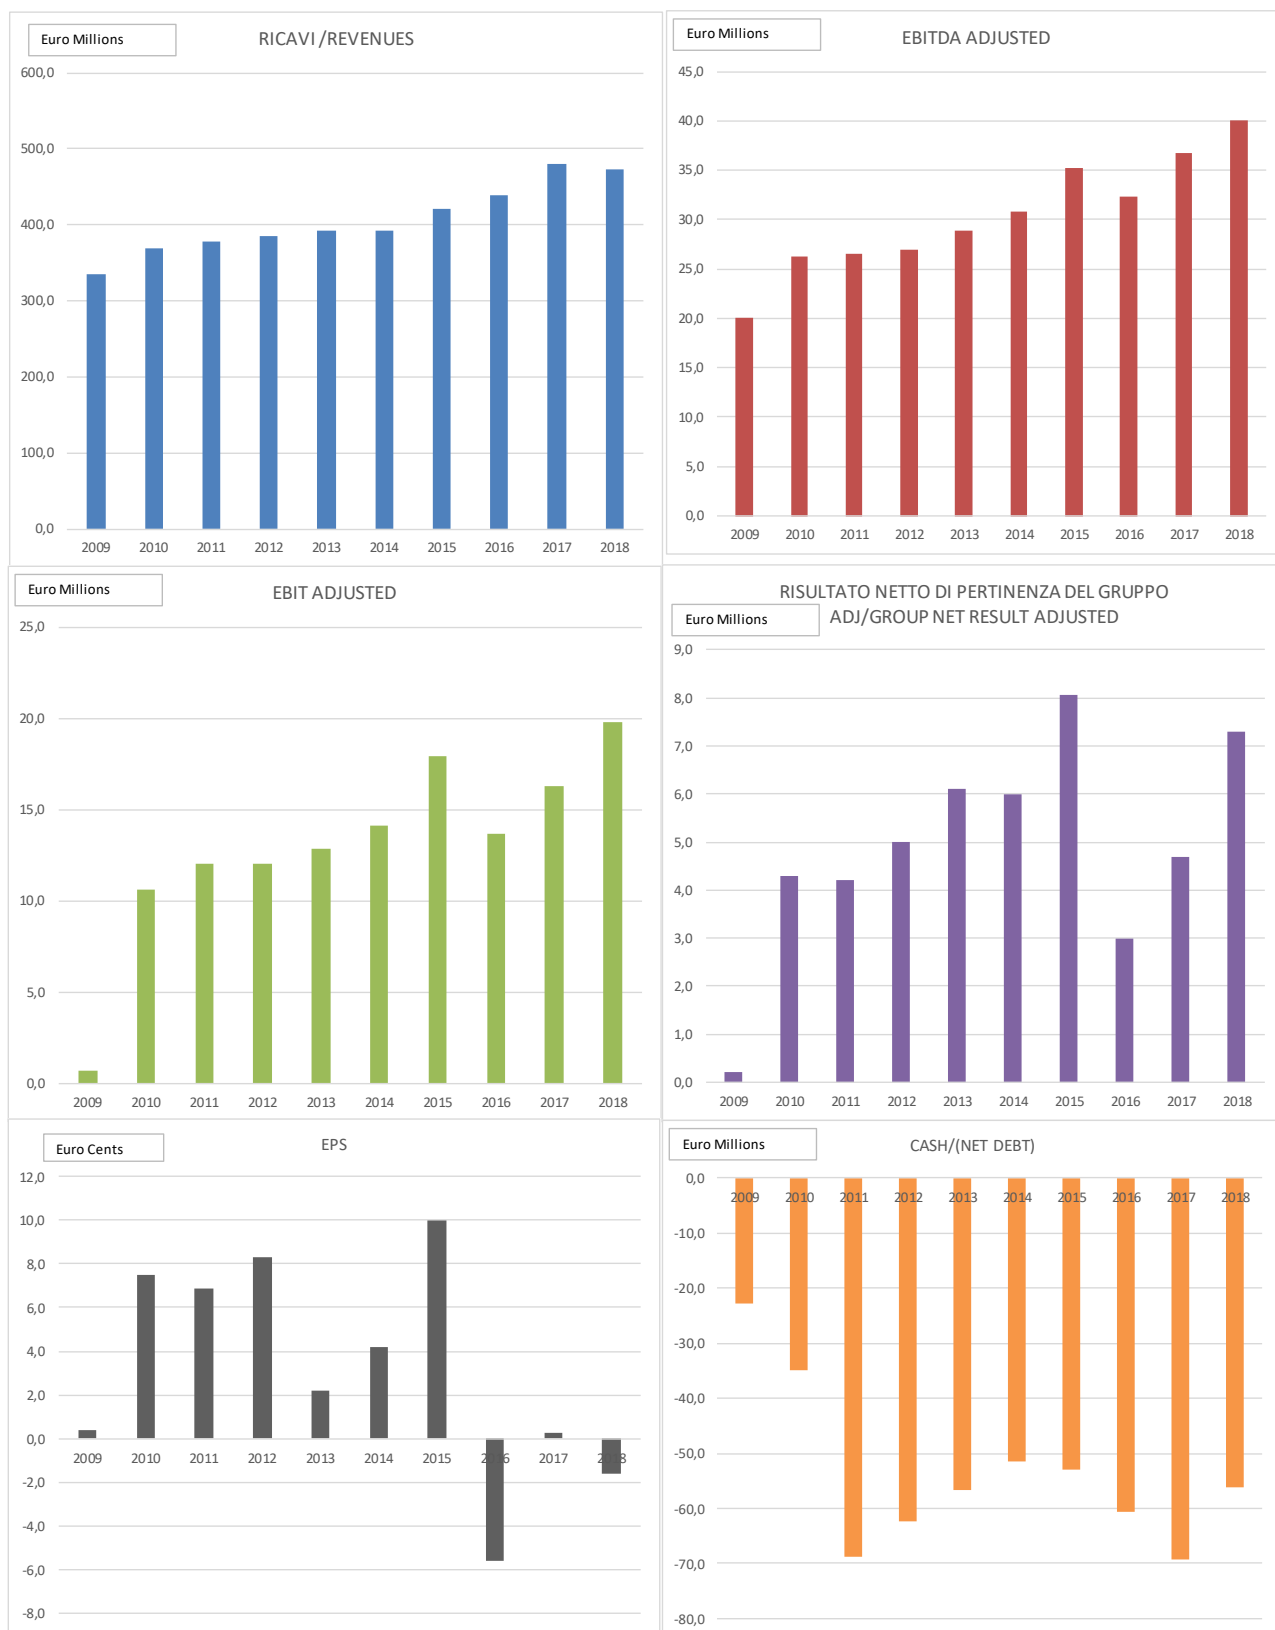 Euro Millions
RICAVI /REVENUES
600,0
500,0
400,0
300,0
200,0
100,0
0,0
2009 2010 2011 2012 2013 2014 2015 2016 2017 2018
Euro Millions
EBITDA ADJUSTED
45,0
40,0
35,0
30,0
25,0
20,0
15,0
10,0
5,0
0,0
2009 2010 2011 2012 2013 2014 2015 2016 2017 2018
Euro Millions
EBIT ADJUSTED
25,0
20,0
15,0
10,0
5,0
0,0
2009 2010 2011 2012 2013 2014 2015 2016 2017 2018
RISULTATO NETTO DI PERTINENZA DEL GRUPPO
ADJ/GROUP NET RESULT ADJUSTED
Euro Millions
9,0
8,0
7,0
6,0
5,0
4,0
3,0
2,0
1,0
0,0
2009 2010 2011 2012 2013 2014 2015 2016 2017 2018
Euro Cents
EPS
12,0
10,0
8,0
6,0
4,0
2,0
0,0
2009 2010 2011 2012 2013 2014 2015 2016 2017 2018
-2,0
-4,0
-6,0
-8,0
Euro Millions
CASH/(NET DEBT)
0,0
2009 2010 2011 2012 2013 2014 2015 2016 2017 2018
-10,0
-20,0
-30,0
-40,0
-50,0
-60,0
-70,0
-80,0